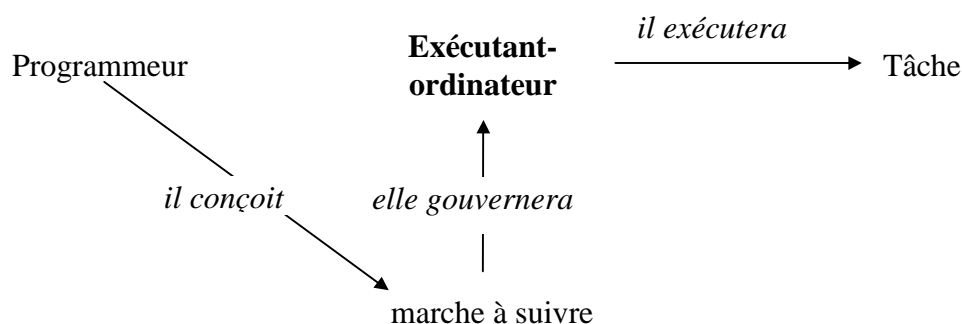 Programmeur
Exécutant-
ordinateur
il exécutera
Tâche
il conçoit
elle gouvernera
marche à suivre